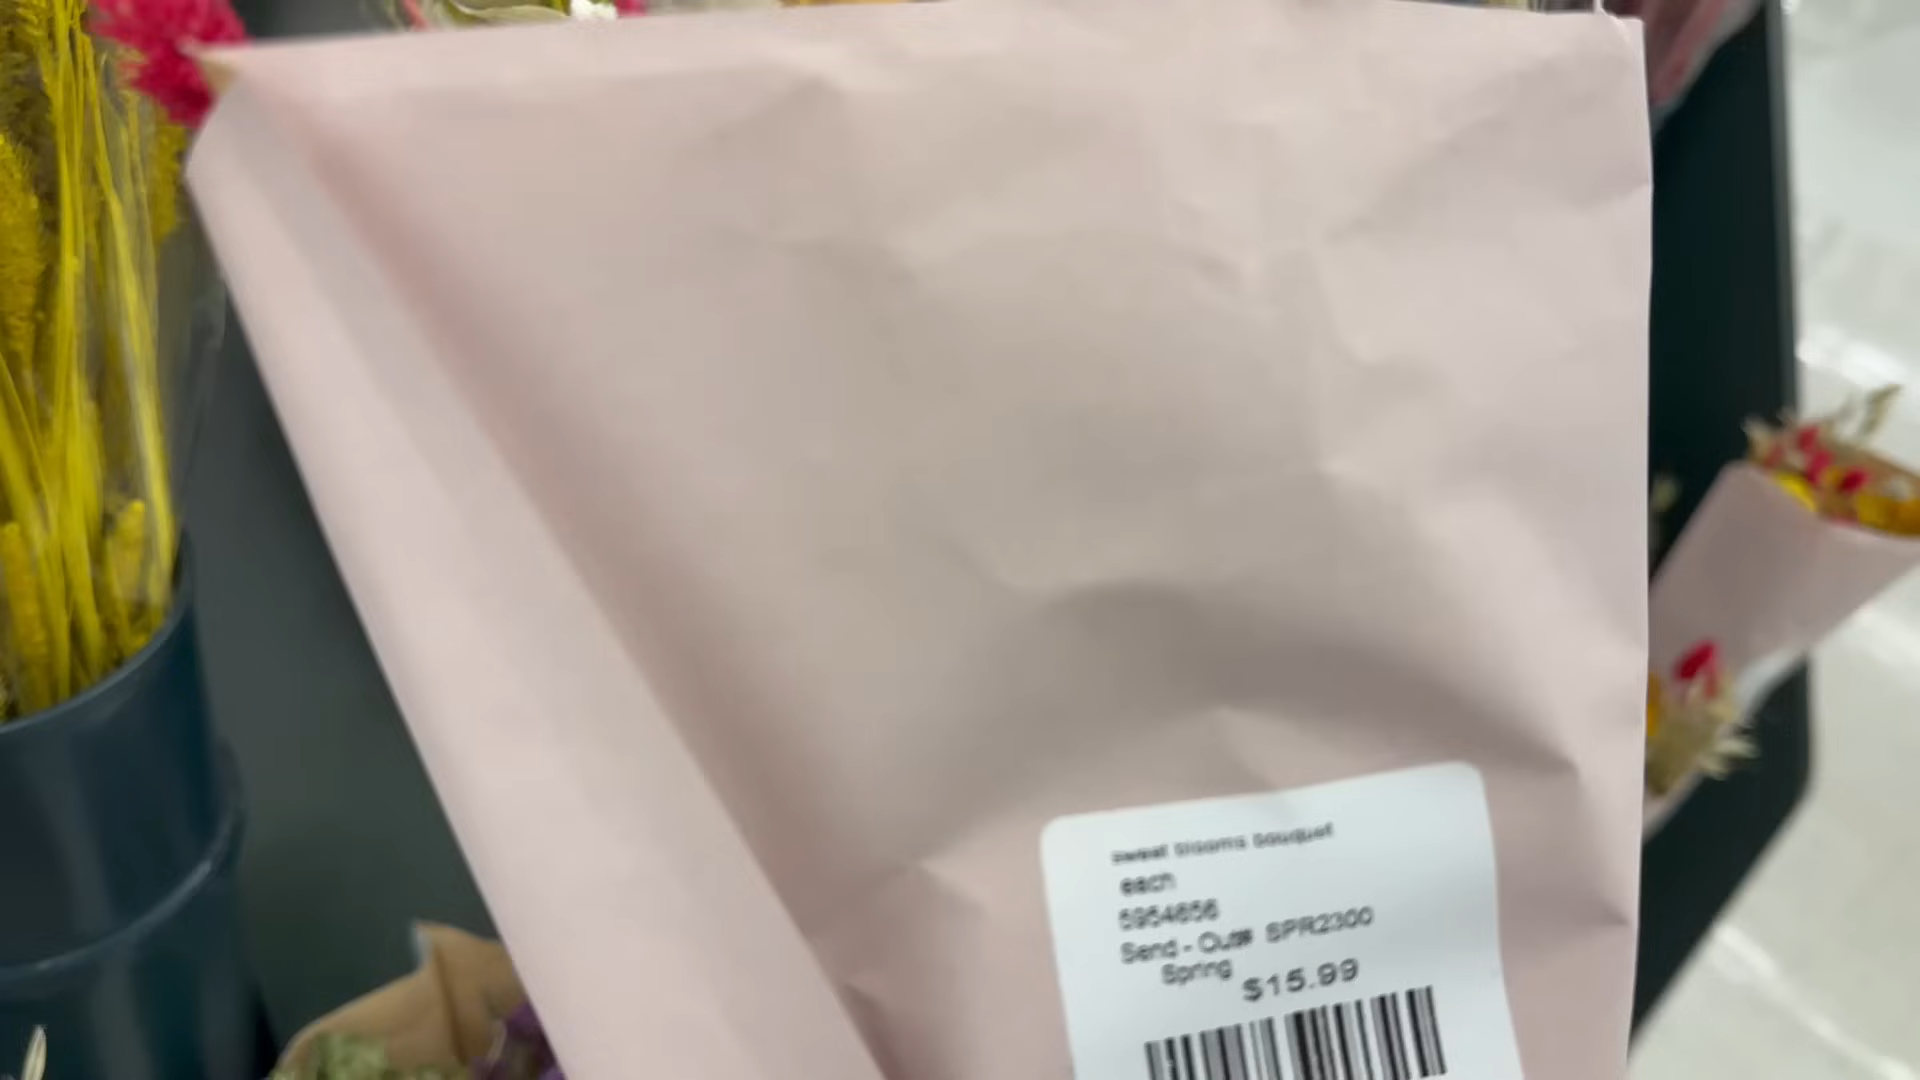 sweet blooms bouquet
each
5954656
Send - Out# SPR2300
Spring
$15.99